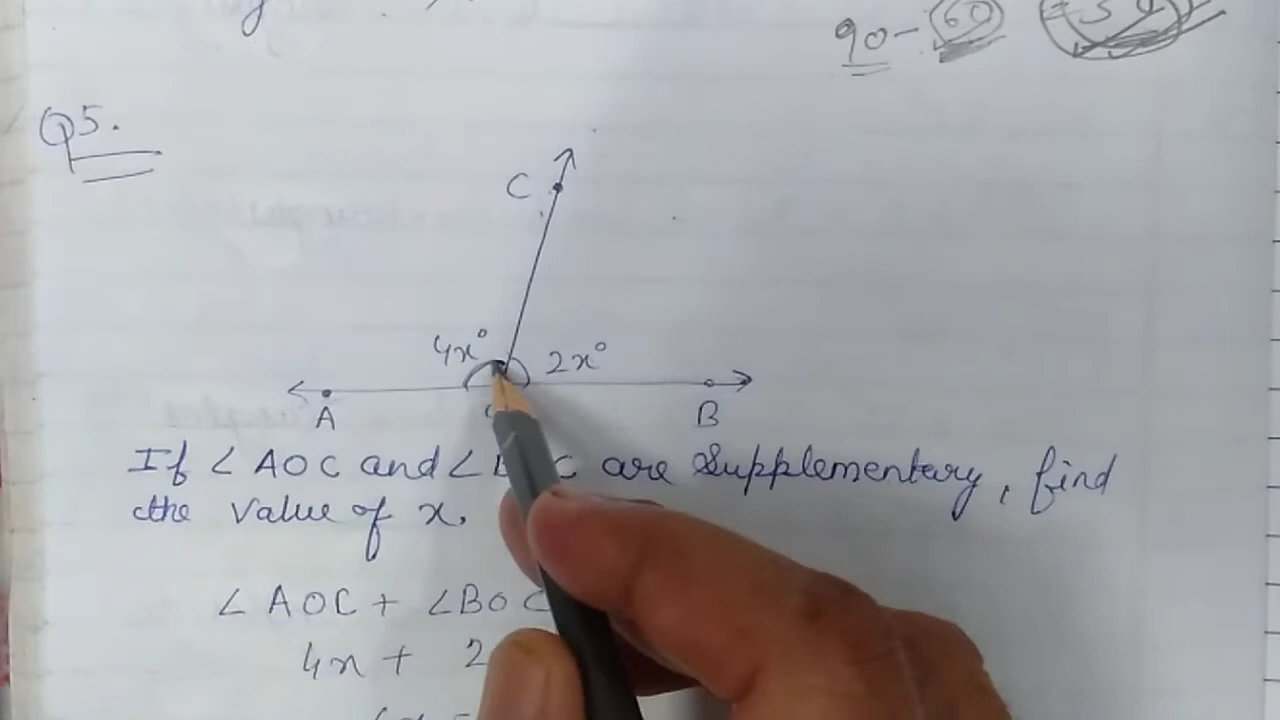 90 - 60
Q5.
C
4x° 2x°
A B
If ∠AOC and ∠ C are Supplementary, find
the value of x.
∠AOC + ∠BOC
4x + 2